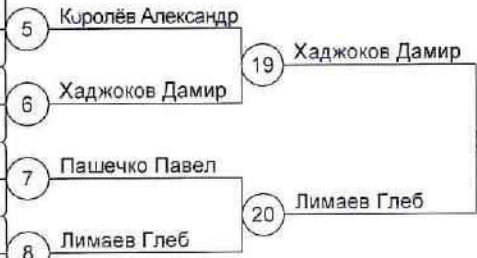 5 Королёв Александр
19 Хаджоков Дамир
6 Хаджоков Дамир
7 Пашечко Павел
20 Лимаев Глеб
8 Лимаев Глеб